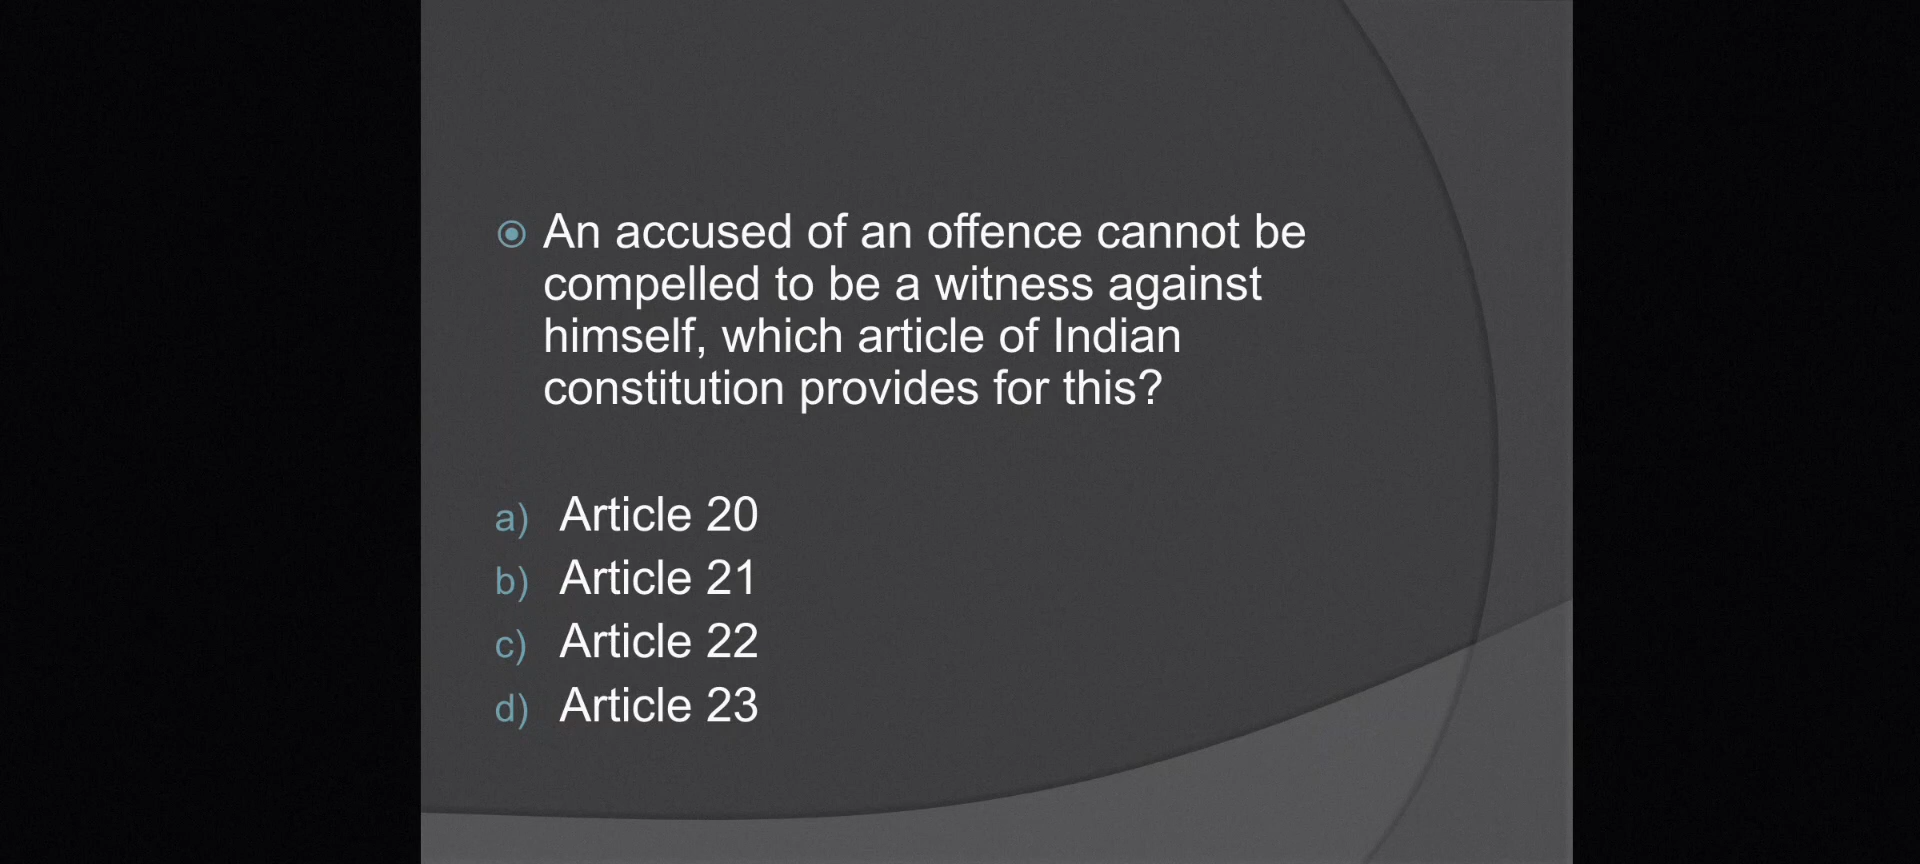 An accused of an offence cannot be
compelled to be a witness against
himself, which article of Indian
constitution provides for this?
a) Article 20
b) Article 21
c) Article 22
d) Article 23